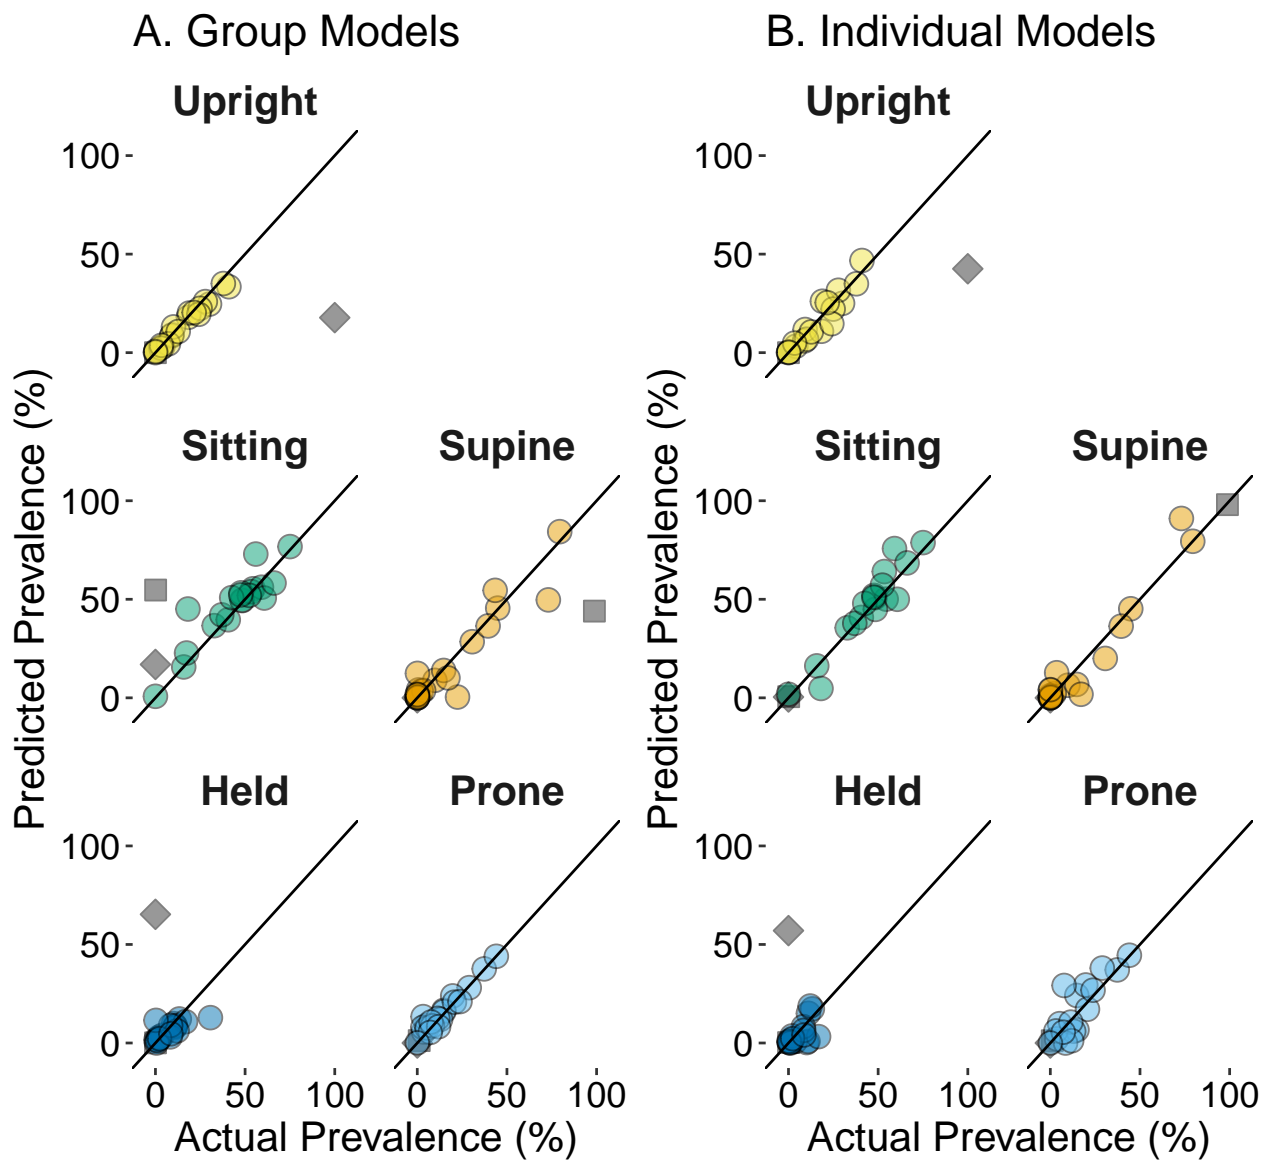 A. Group Models
B. Individual Models
Upright
Upright
100
50
0
100
50
0
Sitting
Supine
Sitting
Supine
100
50
0
100
50
0
Held
Prone
Held
Prone
100
50
0
100
50
0
0 50 100
0 50 100
0 50 100
0 50 100
Predicted Prevalence (%)
Predicted Prevalence (%)
Actual Prevalence (%)
Actual Prevalence (%)